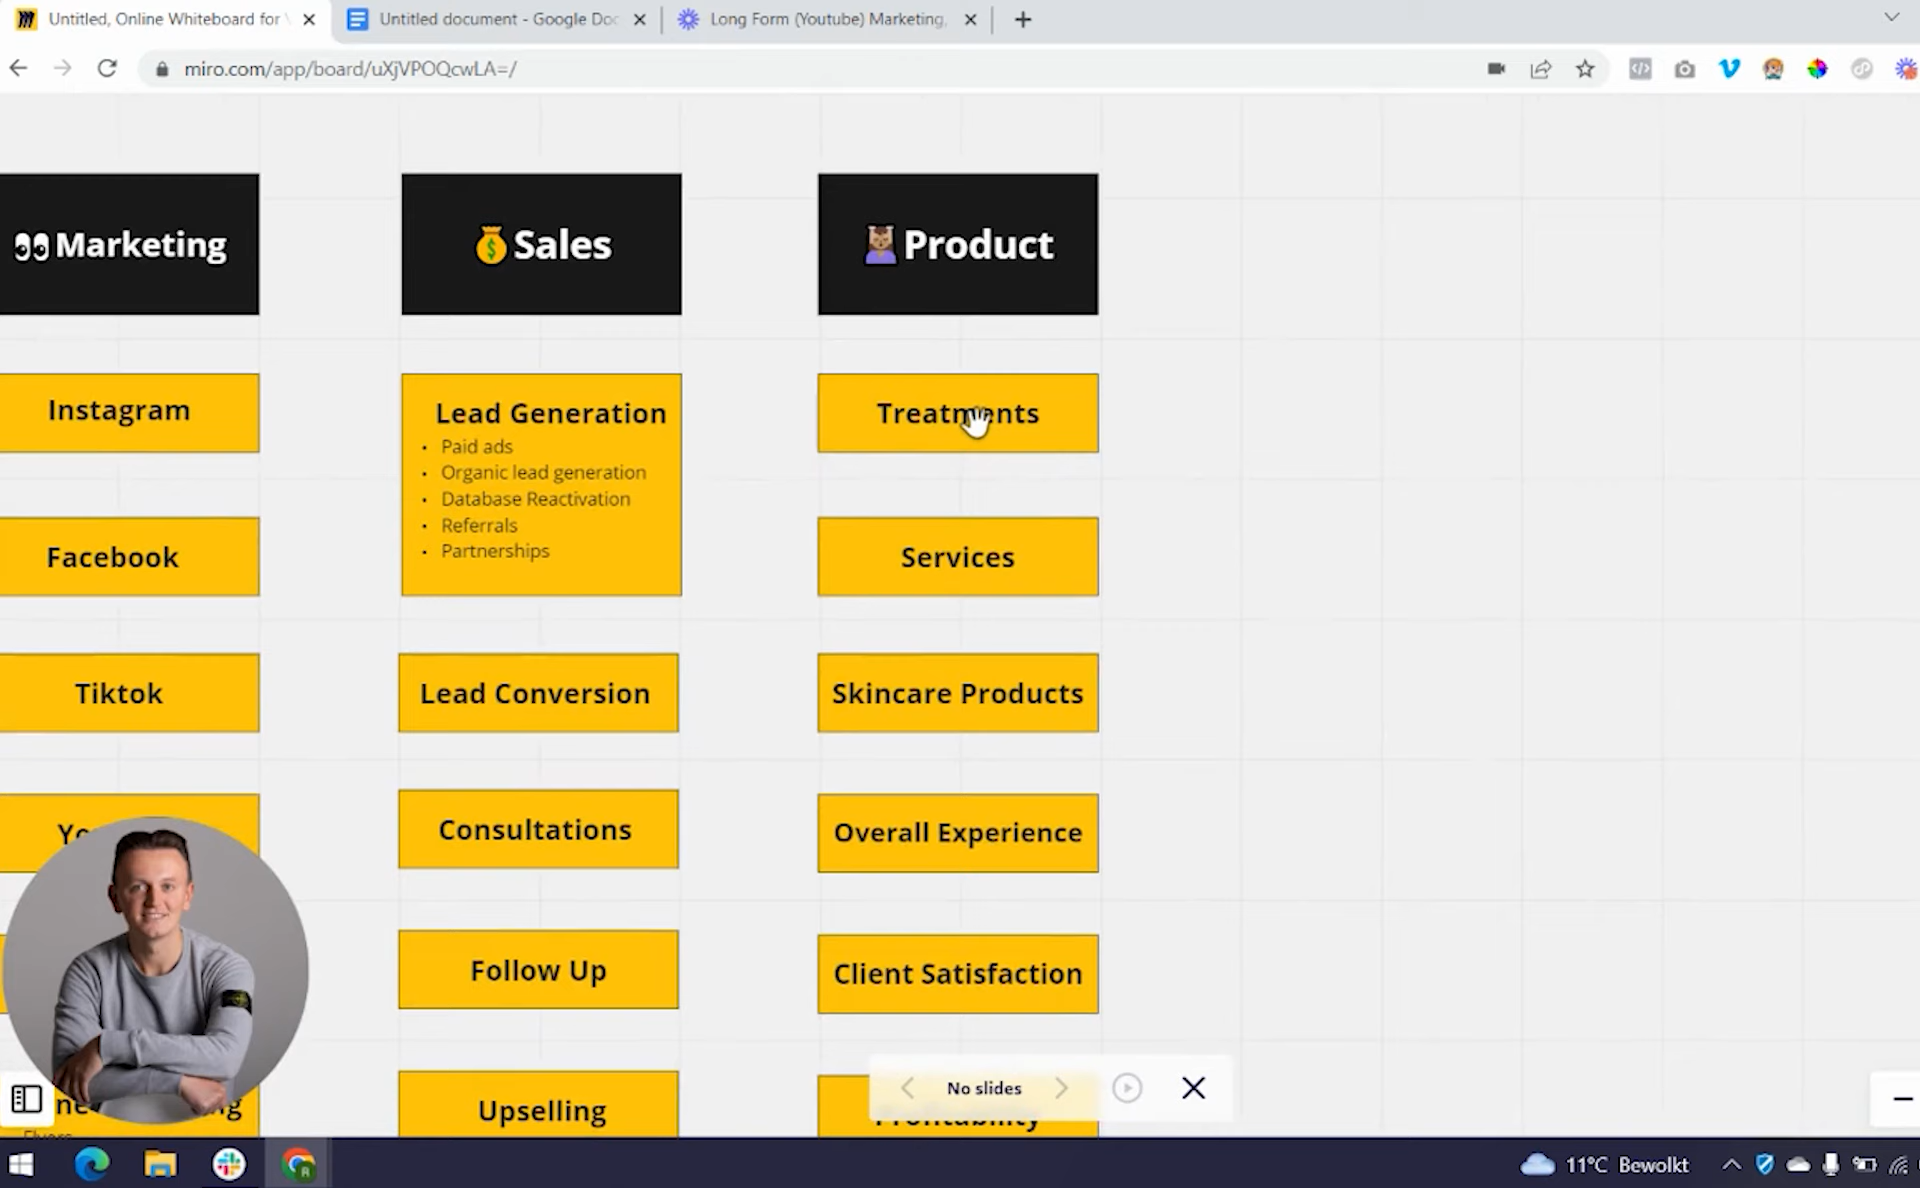 Untitled, Online Whiteboard for
Untitled document - Google Doc
Long Form (Youtube) Marketing,
miro.com/app/board/uXjVPOQcwLA=/
👀Marketing
💰Sales
💆🏽Product
Instagram
Lead Generation
• Paid ads
• Organic lead generation
• Database Reactivation
• Referrals
• Partnerships
Treatments
Facebook
Services
Tiktok
Lead Conversion
Skincare Products
Consultations
Overall Experience
Follow Up
Client Satisfaction
Upselling
Profitability
No slides
11°C Bewolkt